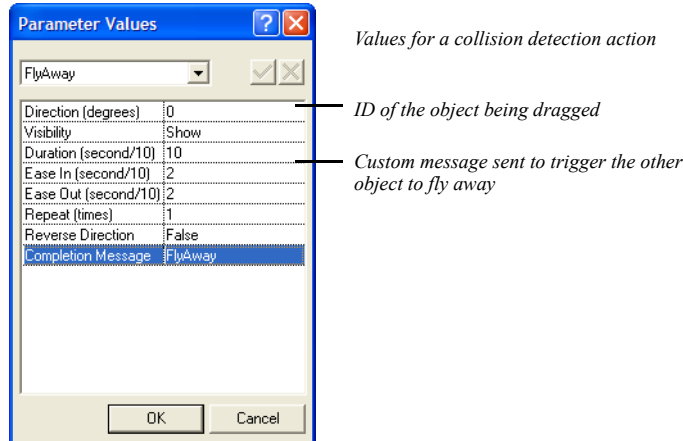 Parameter Values
Values for a collision detection action
FlyAway
Direction (degrees) 0
ID of the object being dragged
Visibility Show
Duration (second/10) 10
Custom message sent to trigger the other
object to fly away
Ease In (second/10) 2
Ease Out (second/10) 2
Repeat (times) 1
Reverse Direction False
Completion Message FlyAway
OK Cancel